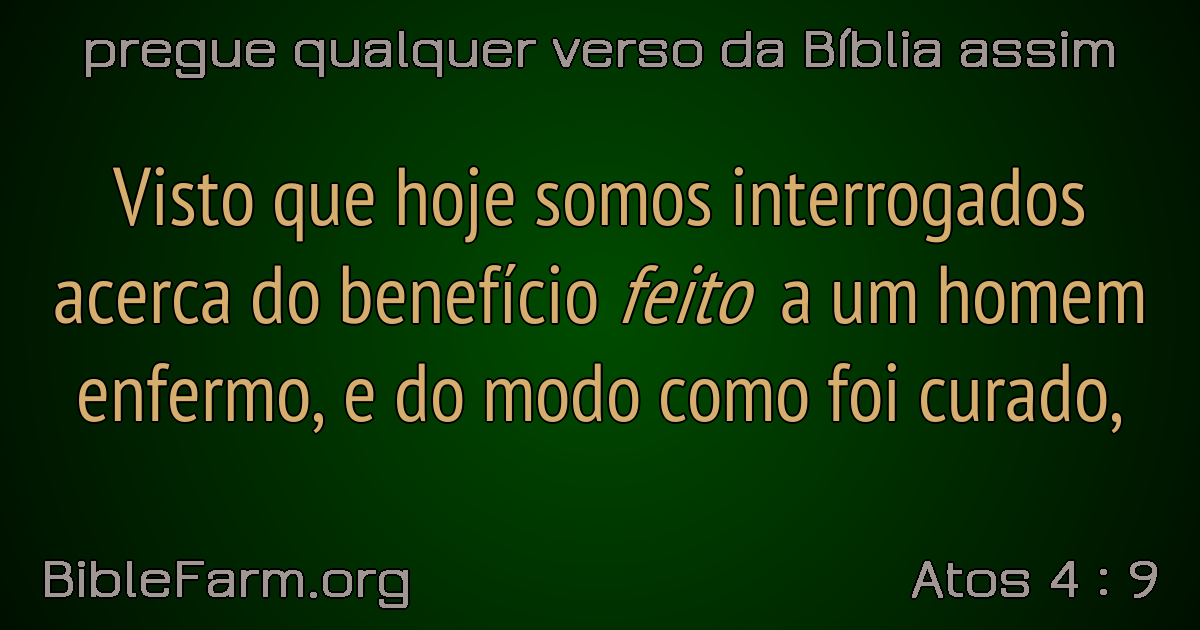 pregue qualquer verso da Bíblia assim
Visto que hoje somos interrogados
acerca do benefício feito a um homem
enfermo, e do modo como foi curado,
BibleFarm.org
Atos 4 : 9